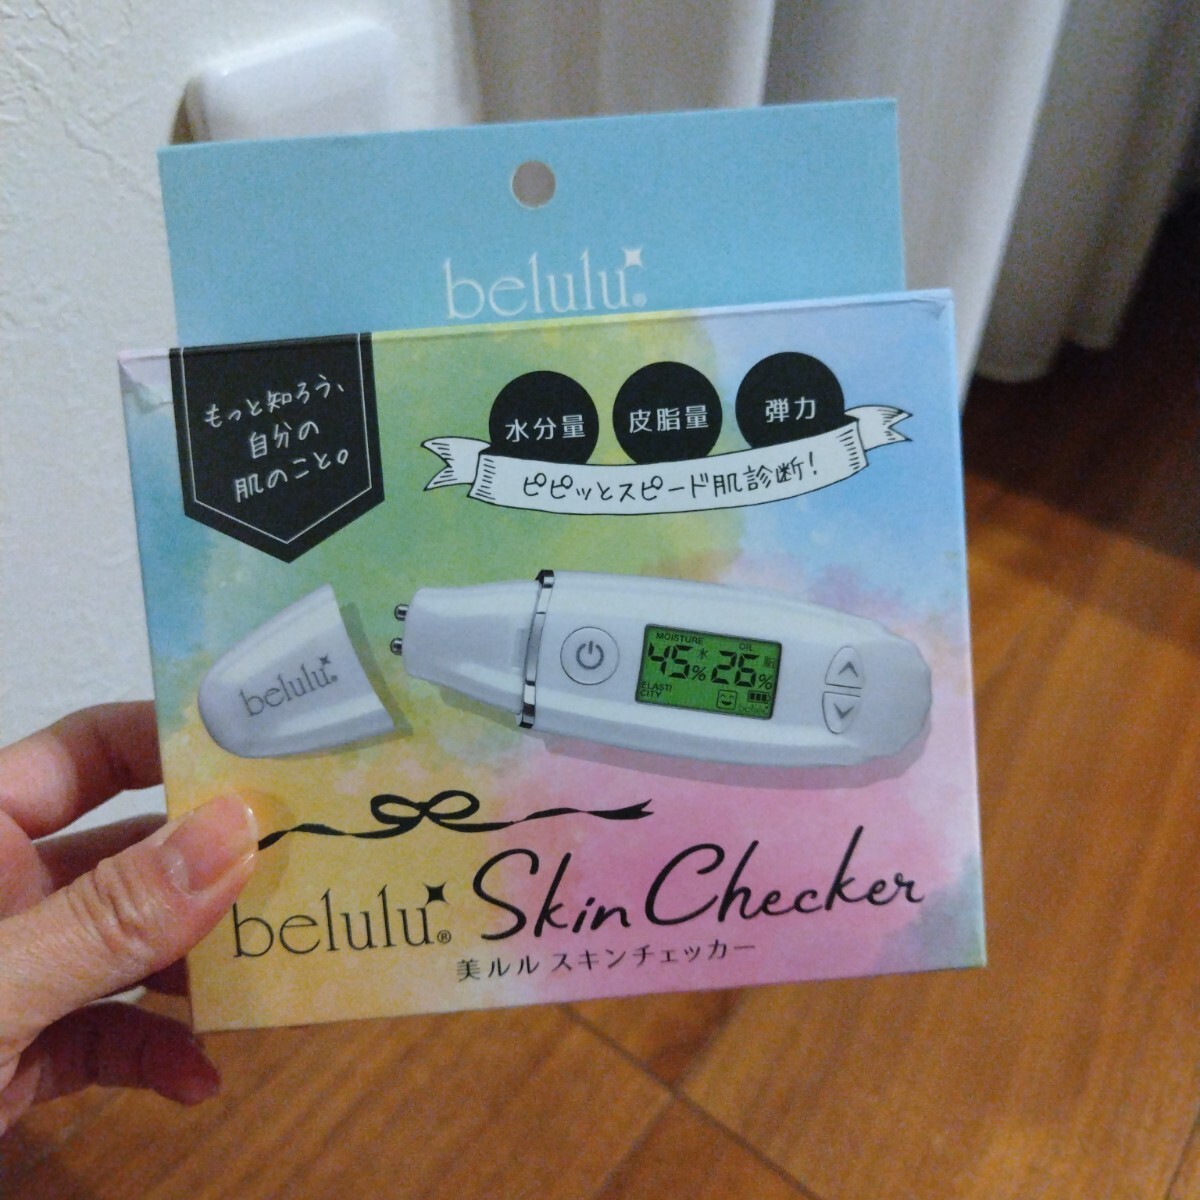 belulu®
もっと知ろう、
自分の
肌のこと。
水分量
皮脂量
弾力
ピピッとスピード肌診断!
belulu®
MOISTURE OIL
45% 水 26% 脂
ELASTI
CITY
belulu® Skin Checker
美ルル スキンチェッカー